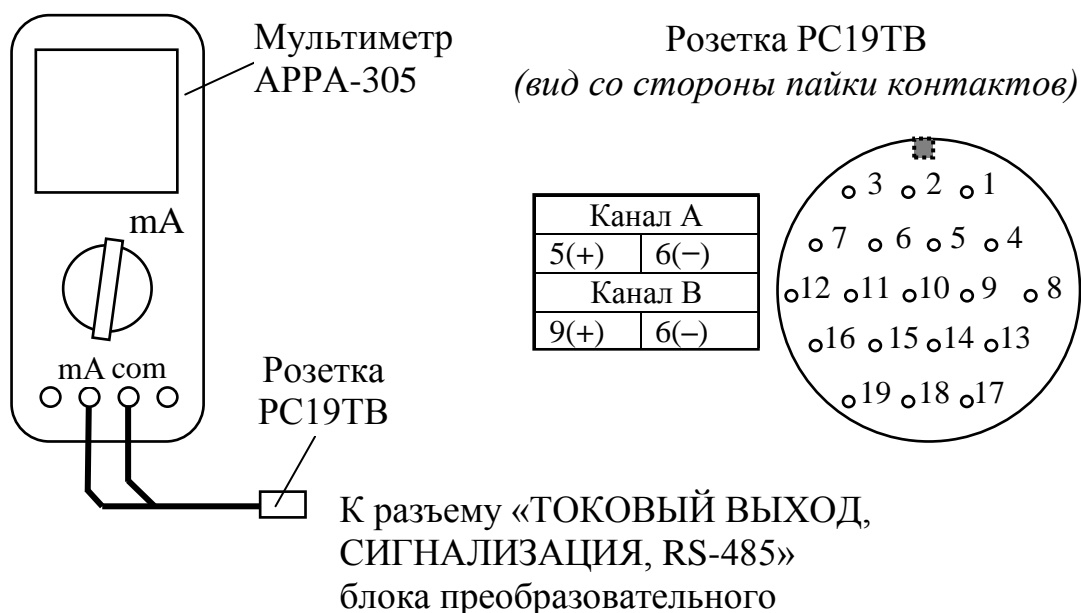 Мультиметр
APPA-305
mA
mA com
Розетка
РС19ТВ
К разъему «ТОКОВЫЙ ВЫХОД,
СИГНАЛИЗАЦИЯ, RS-485»
блока преобразовательного
Розетка РС19ТВ
(вид со стороны пайки контактов)
Канал А
5(+) 6(−)
Канал В
9(+) 6(–)
3 2 1
7 6 5 4
12 11 10 9 8
16 15 14 13
19 18 17